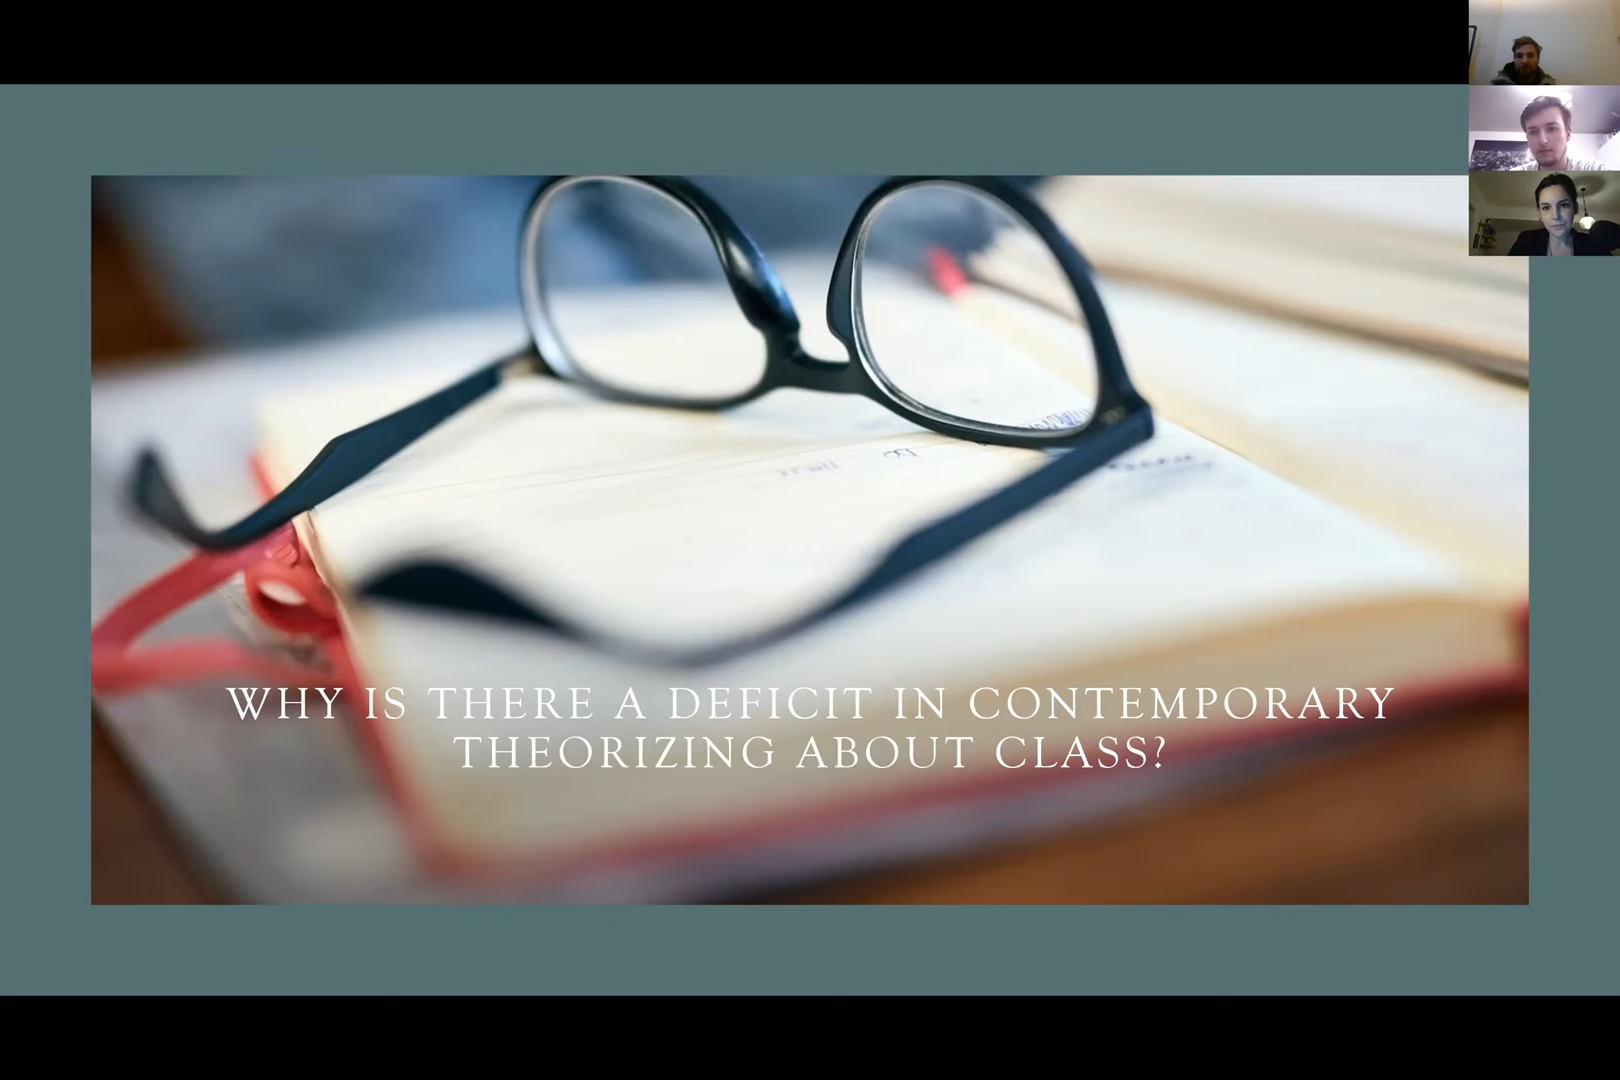 WHY IS THERE A DEFICIT IN CONTEMPORARY
THEORIZING ABOUT CLASS?